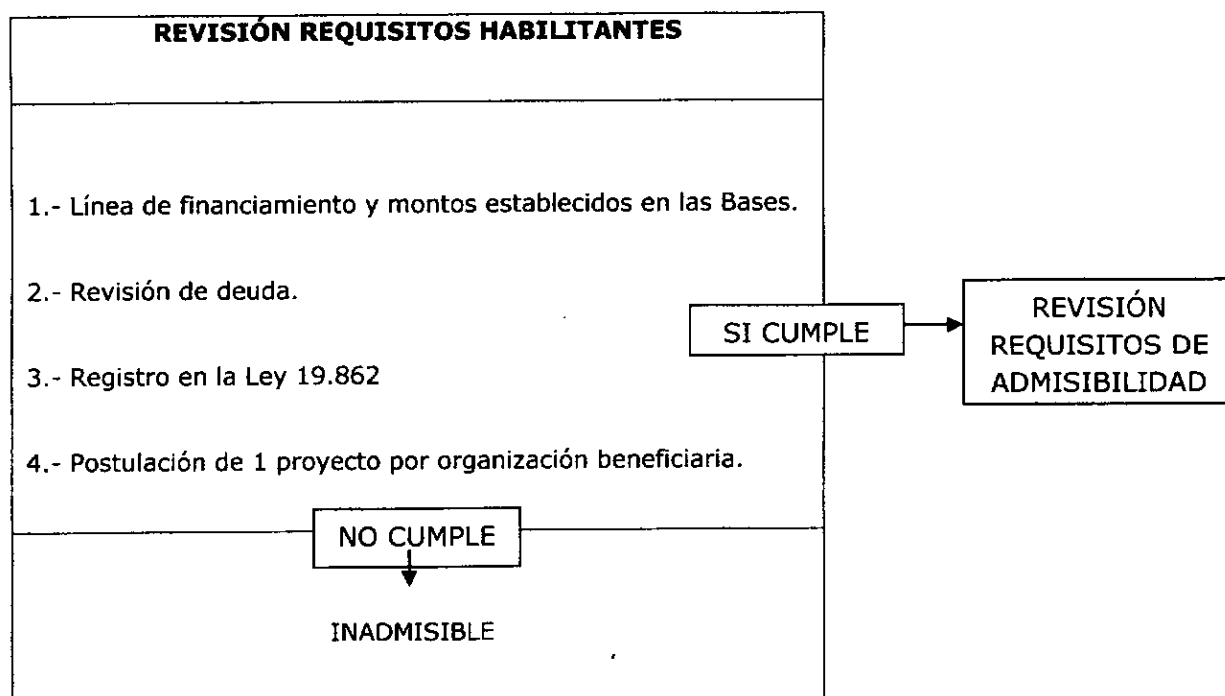 REVISIÓN REQUISITOS HABILITANTES
1.- Línea de financiamiento y montos establecidos en las Bases.
2.- Revisión de deuda.
SI CUMPLE
REVISIÓN
REQUISITOS DE
ADMISIBILIDAD
3.- Registro en la Ley 19.862
4.- Postulación de 1 proyecto por organización beneficiaria.
NO CUMPLE
INADMISIBLE